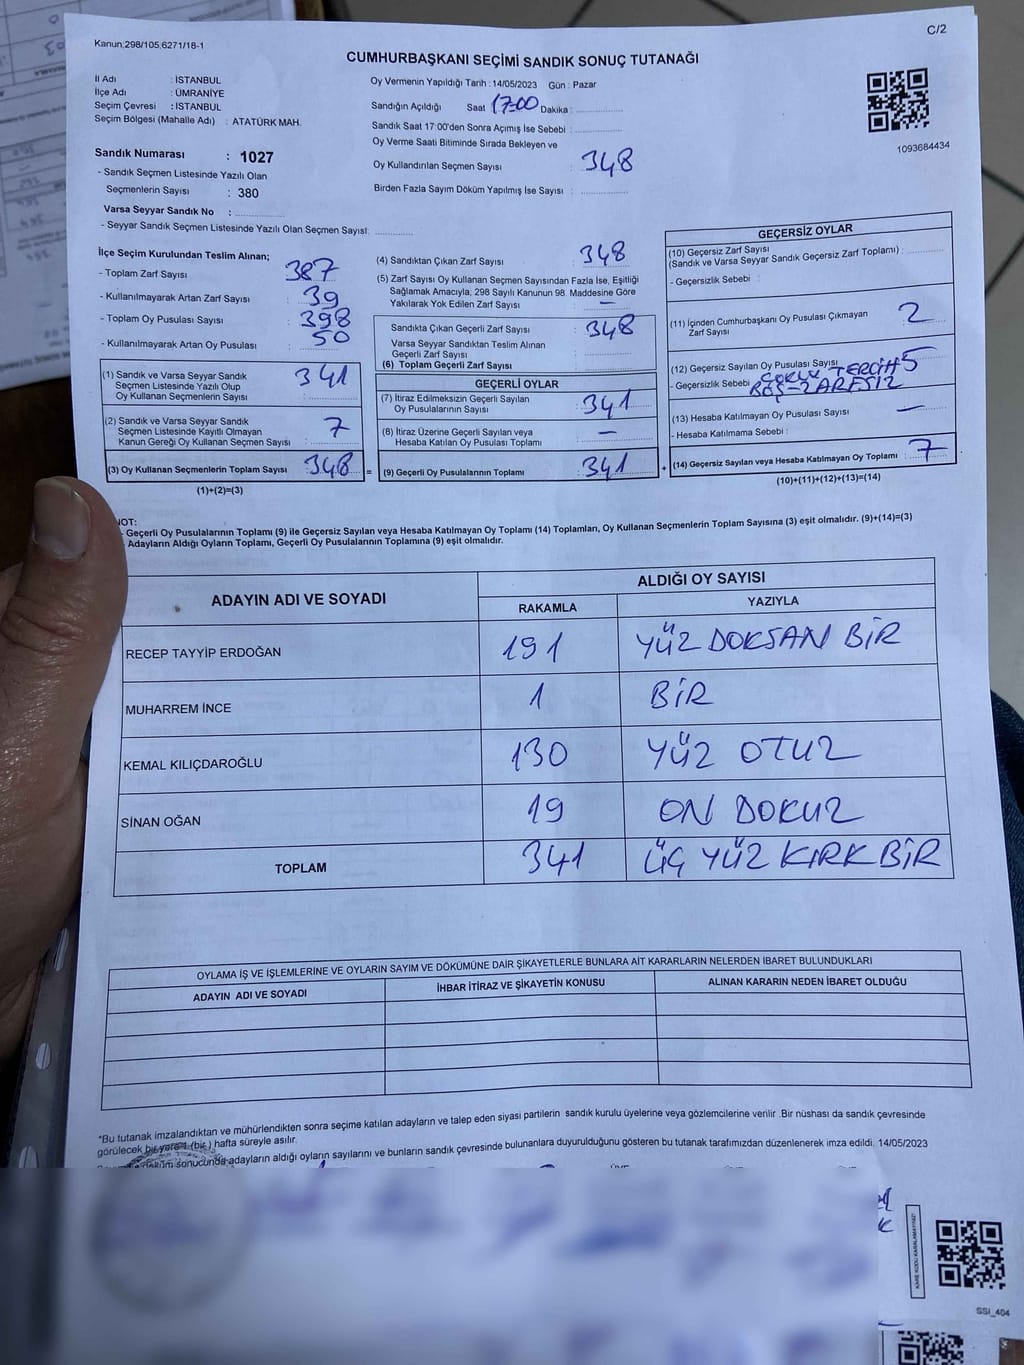 C/2
Kanun:298/105,6271/18-1
CUMHURBAŞKANI SEÇİMİ SANDIK SONUÇ TUTANAĞI
İl Adı : İSTANBUL
İlçe Adı : ÜMRANİYE
Seçim Çevresi : İSTANBUL
Seçim Bölgesi (Mahalle Adı) : ATATÜRK MAH.
Oy Vermenin Yapıldığı Tarih : 14/05/2023 Gün : Pazar
Sandığın Açıldığı Saat 17:00 Dakika :
Sandık Saat 17:00'den Sonra Açımış İse Sebebi :
Oy Verme Saati Bitiminde Sırada Bekleyen ve
Oy Kullandırılan Seçmen Sayısı : 348
Birden Fazla Sayım Döküm Yapılmış İse Sayısı :
1093684434
Sandık Numarası : 1027
- Sandık Seçmen Listesinde Yazılı Olan
Seçmenlerin Sayısı : 380
Varsa Seyyar Sandık No :
- Seyyar Sandık Seçmen Listesinde Yazılı Olan Seçmen Sayısı:
İlçe Seçim Kurulundan Teslim Alınan;
- Toplam Zarf Sayısı : 387
- Kullanılmayarak Artan Zarf Sayısı : 39
- Toplam Oy Pusulası Sayısı : 398
- Kullanılmayarak Artan Oy Pusulası : 50
(1) Sandık ve Varsa Seyyar Sandık
Seçmen Listesinde Yazılı Olup
Oy Kullanan Seçmenlerin Sayısı : 341
(2) Sandık ve Varsa Seyyar Sandık
Seçmen Listesinde Kayıtlı Olmayan
Kanun Gereği Oy Kullanan Seçmen Sayısı : 7
(3) Oy Kullanan Seçmenlerin Toplam Sayısı : 348 =
(1)+(2)=(3)
(4) Sandıktan Çıkan Zarf Sayısı : 348
(5) Zarf Sayısı Oy Kullanan Seçmen Sayısından Fazla İse, Eşitliği
Sağlamak Amacıyla, 298 Sayılı Kanunun 98. Maddesine Göre
Yakılarak Yok Edilen Zarf Sayısı : —
Sandıkta Çıkan Geçerli Zarf Sayısı : 348
Varsa Seyyar Sandıktan Teslim Alınan
Geçerli Zarf Sayısı :
(6) Toplam Geçerli Zarf Sayısı :
GEÇERLİ OYLAR
(7) İtiraz Edilmeksizin Geçerli Sayılan
Oy Pusulalarının Sayısı : 341
(8) İtiraz Üzerine Geçerli Sayılan veya
Hesaba Katılan Oy Pusulası Toplamı : —
(9) Geçerli Oy Pusulalarının Toplamı : 341 +
GEÇERSİZ OYLAR
(10) Geçersiz Zarf Sayısı
(Sandık ve Varsa Seyyar Sandık Geçersiz Zarf Toplamı) :
- Geçersizlik Sebebi :
(11) İçinden Cumhurbaşkanı Oy Pusulası Çıkmayan
Zarf Sayısı : 2
(12) Geçersiz Sayılan Oy Pusulası Sayısı : 5
- Geçersizlik Sebebi : ÇOKLU TERCİH
BOŞ-2 ARESİZ
(13) Hesaba Katılmayan Oy Pusulası Sayısı : —
- Hesaba Katılmama Sebebi :
(14) Geçersiz Sayılan veya Hesaba Katılmayan Oy Toplamı : 7
(10)+(11)+(12)+(13)=(14)
NOT:
Geçerli Oy Pusulalarının Toplamı (9) ile Geçersiz Sayılan veya Hesaba Katılmayan Oy Toplamı (14) Toplamları, Oy Kullanan Seçmenlerin Toplam Sayısına (3) eşit olmalıdır. (9)+(14)=(3)
Adayların Aldığı Oyların Toplamı, Geçerli Oy Pusulalarının Toplamına (9) eşit olmalıdır.
ADAYIN ADI VE SOYADI
ALDIĞI OY SAYISI
RAKAMLA YAZIYLA
RECEP TAYYİP ERDOĞAN 191 YÜZ DOKSAN BİR
MUHARREM İNCE 1 BİR
KEMAL KILIÇDAROĞLU 130 YÜZ OTUZ
SİNAN OĞAN 19 ON DOKUZ
TOPLAM 341 ÜÇ YÜZ KIRK BİR
OYLAMA İŞ VE İŞLEMLERİNE VE OYLARIN SAYIM VE DÖKÜMÜNE DAİR ŞİKAYETLERLE BUNLARA AİT KARARLARIN NELERDEN İBARET BULUNDUKLARI
ADAYIN ADI VE SOYADI İHBAR İTİRAZ VE ŞİKAYETİN KONUSU ALINAN KARARIN NEDEN İBARET OLDUĞU
*Bu tutanak imzalandıktan ve mühürlendikten sonra seçime katılan adayların ve talep eden siyasi partilerin sandık kurulu üyelerine veya gözlemcilerine verilir .Bir nüshası da sandık çevresinde
görülecek bir yere 1 (bir ) hafta süreyle asılır.
döküm sonucunda adayların aldığı oyların sayılarını ve bunların sandık çevresinde bulunanlara duyurulduğunu gösteren bu tutanak tarafımızdan düzenlenerek imza edildi. 14/05/2023
KARE KODU KARALAMAYINIZ!
SSI_404